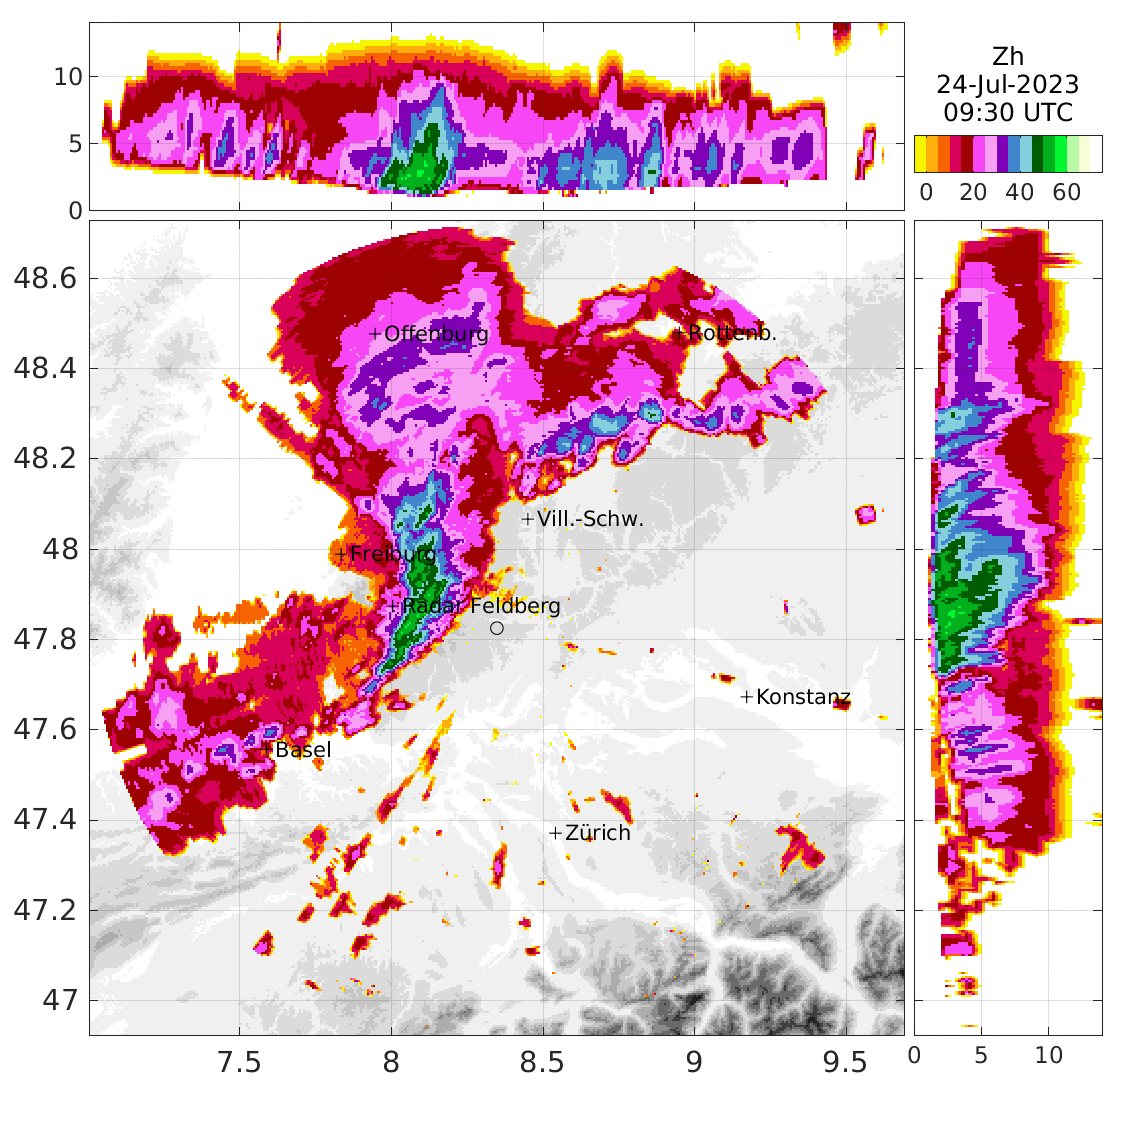 Zh
24-Jul-2023
09:30 UTC
0 20 40 60
10
5
0
48.6
48.4
48.2
48
47.8
47.6
47.4
47.2
47
+Offenburg
+Rottenb.
+Vill.-Schw.
+Freiburg
+Radar Feldberg
+Konstanz
+Basel
+Zürich
7.5 8 8.5 9 9.5
0 5 10